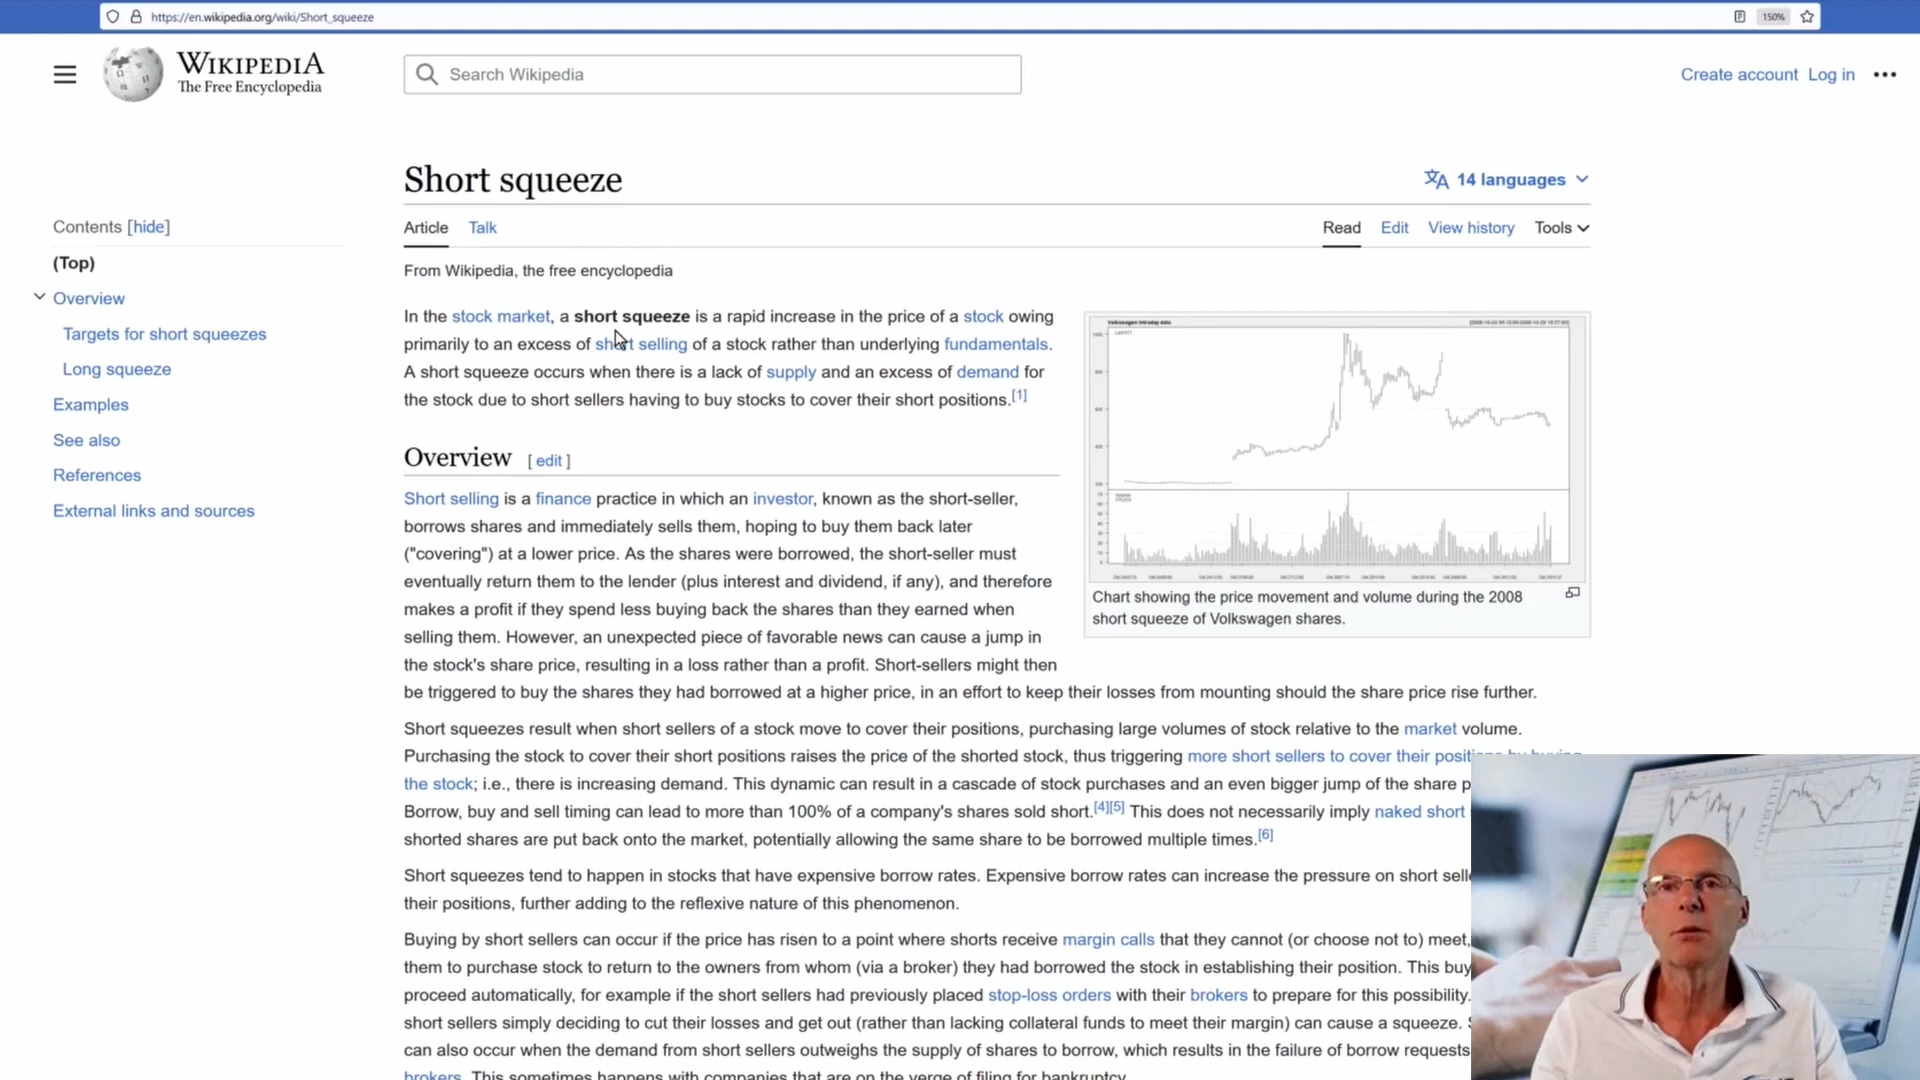 https://en.wikipedia.org/wiki/Short_squeeze
150%
WIKIPEDIA
The Free Encyclopedia
Search Wikipedia
Create account Log in
Short squeeze
14 languages
Contents [hide]
Article Talk
Read Edit View history Tools
(Top)
From Wikipedia, the free encyclopedia
Overview
Targets for short squeezes
Long squeeze
Examples
See also
References
External links and sources
In the stock market, a short squeeze is a rapid increase in the price of a stock owing
primarily to an excess of short selling of a stock rather than underlying fundamentals.
A short squeeze occurs when there is a lack of supply and an excess of demand for
the stock due to short sellers having to buy stocks to cover their short positions.[1]
Overview [ edit ]
Short selling is a finance practice in which an investor, known as the short-seller,
borrows shares and immediately sells them, hoping to buy them back later
("covering") at a lower price. As the shares were borrowed, the short-seller must
eventually return them to the lender (plus interest and dividend, if any), and therefore
makes a profit if they spend less buying back the shares than they earned when
selling them. However, an unexpected piece of favorable news can cause a jump in
the stock's share price, resulting in a loss rather than a profit. Short-sellers might then
be triggered to buy the shares they had borrowed at a higher price, in an effort to keep their losses from mounting should the share price rise further.
Volkswagen intraday data
Chart showing the price movement and volume during the 2008
short squeeze of Volkswagen shares.
Short squeezes result when short sellers of a stock move to cover their positions, purchasing large volumes of stock relative to the market volume.
Purchasing the stock to cover their short positions raises the price of the shorted stock, thus triggering more short sellers to cover their positions by buying
the stock; i.e., there is increasing demand. This dynamic can result in a cascade of stock purchases and an even bigger jump of the share p
Borrow, buy and sell timing can lead to more than 100% of a company's shares sold short.[4][5] This does not necessarily imply naked short
shorted shares are put back onto the market, potentially allowing the same share to be borrowed multiple times.[6]
Short squeezes tend to happen in stocks that have expensive borrow rates. Expensive borrow rates can increase the pressure on short sell
their positions, further adding to the reflexive nature of this phenomenon.
Buying by short sellers can occur if the price has risen to a point where shorts receive margin calls that they cannot (or choose not to) meet,
them to purchase stock to return to the owners from whom (via a broker) they had borrowed the stock in establishing their position. This buy
proceed automatically, for example if the short sellers had previously placed stop-loss orders with their brokers to prepare for this possibility.
short sellers simply deciding to cut their losses and get out (rather than lacking collateral funds to meet their margin) can cause a squeeze.
can also occur when the demand from short sellers outweighs the supply of shares to borrow, which results in the failure of borrow requests
brokers. This sometimes happens with companies that are on the verge of filing for bankruptcy.